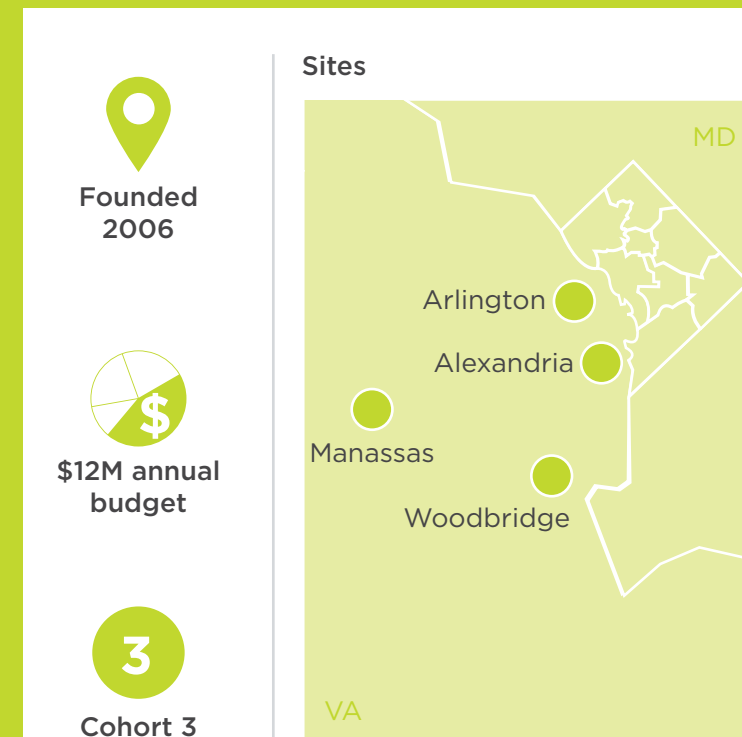 Founded
2006
$
$12M annual
budget
3
Cohort 3
Sites
MD
Arlington
Alexandria
Manassas
Woodbridge
VA